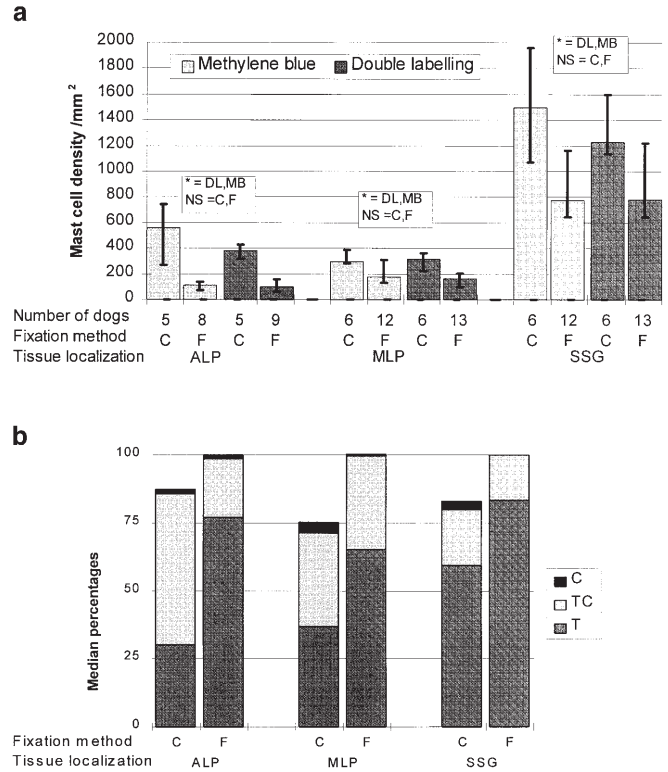 a
2000
1800
1600
1400
1200
1000
800
600
400
200
0
Mast cell density /mm²
Methylene blue Double labelling
* = DL,MB
NS =C,F
* = DL,MB
NS =C,F
* = DL,MB
NS = C,F
Number of dogs 5 8 5 9 6 12 6 13 6 12 6 13
Fixation method C F C F C F C F C F C F
Tissue localization ALP MLP SSG
b
100
75
50
25
0
Median percentages
C
TC
T
Fixation method C F C F C F
Tissue localization ALP MLP SSG